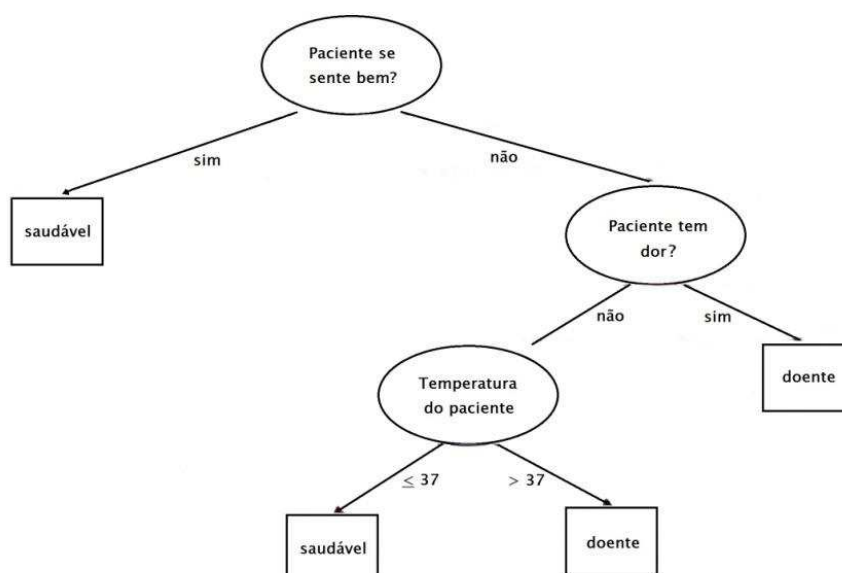 Paciente se
sente bem?
sim
não
saudável
Paciente tem
dor?
não
sim
Temperatura
do paciente
doente
≤ 37
> 37
saudável
doente